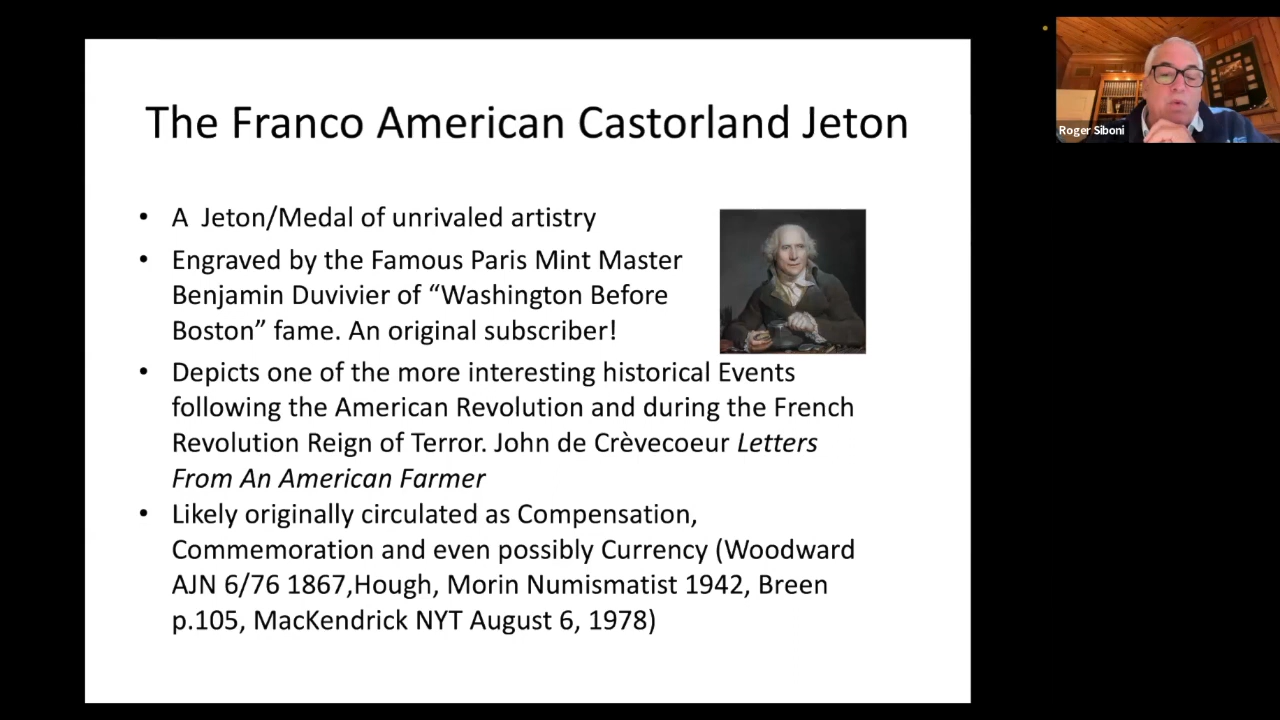 The Franco American Castorland Jeton
• A  Jeton/Medal of unrivaled artistry
• Engraved by the Famous Paris Mint Master
Benjamin Duvivier of “Washington Before
Boston” fame. An original subscriber!
• Depicts one of the more interesting historical Events
following the American Revolution and during the French
Revolution Reign of Terror. John de Crèvecoeur Letters
From An American Farmer
• Likely originally circulated as Compensation,
Commemoration and even possibly Currency (Woodward
AJN 6/76 1867,Hough, Morin Numismatist 1942, Breen
p.105, MacKendrick NYT August 6, 1978)
Roger Siboni